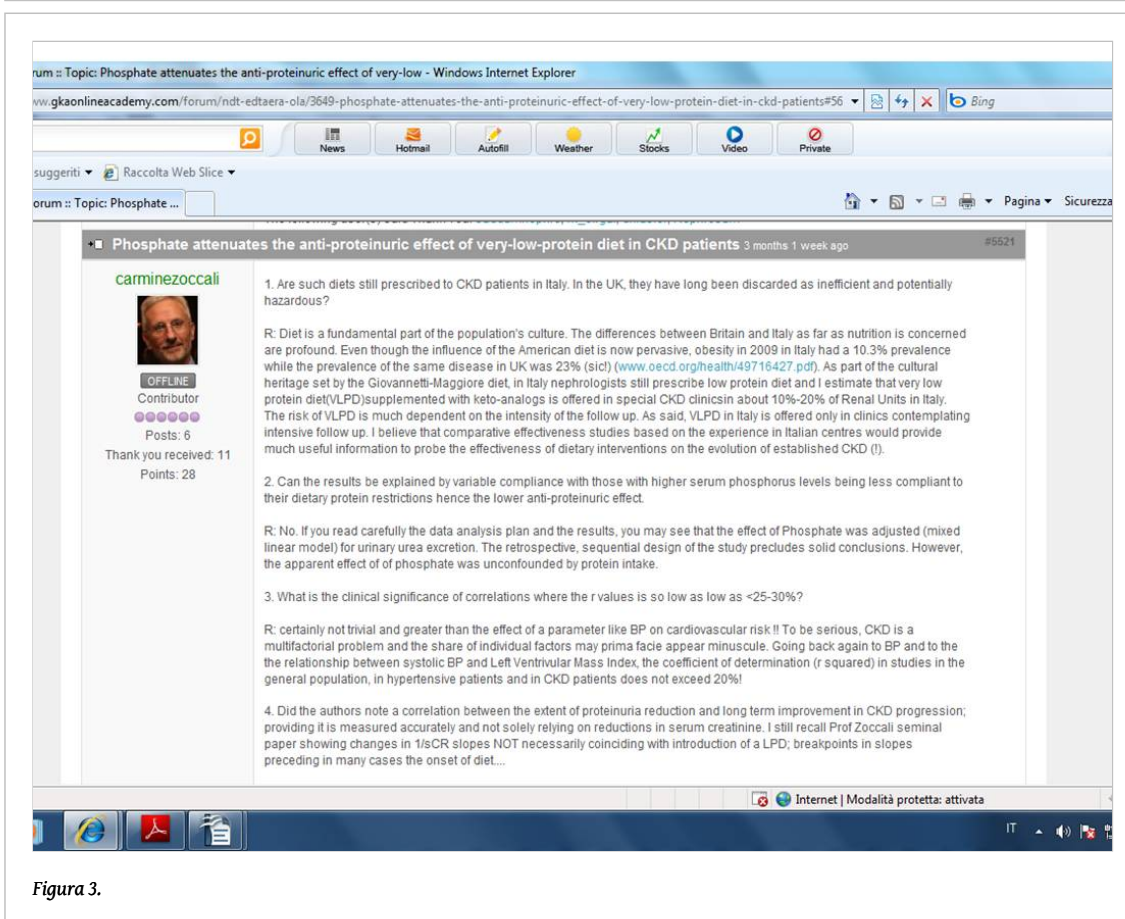 rum :: Topic: Phosphate attenuates the anti-proteinuric effect of very-low - Windows Internet Explorer
ww.gkaonlineacademy.com/forum/ndt-edtaera-ola/3649-phosphate-attenuates-the-anti-proteinuric-effect-of-very-low-protein-diet-in-ckd-patients#56
Bing
News Hotmail Autofill Weather Stocks Video Private
suggeriti Raccolta Web Slice
orum :: Topic: Phosphate ...
Pagina Sicurezza
Phosphate attenuates the anti-proteinuric effect of very-low-protein diet in CKD patients 3 months 1 week ago #5521
carminezoccali
OFFLINE
Contributor
Posts: 6
Thank you received: 11
Points: 28
1. Are such diets still prescribed to CKD patients in Italy. In the UK, they have long been discarded as inefficient and potentially
hazardous?
R: Diet is a fundamental part of the population's culture. The differences between Britain and Italy as far as nutrition is concerned
are profound. Even though the influence of the American diet is now pervasive, obesity in 2009 in Italy had a 10.3% prevalence
while the prevalence of the same disease in UK was 23% (sic!) (www.oecd.org/health/49716427.pdf). As part of the cultural
heritage set by the Giovannetti-Maggiore diet, in Italy nephrologists still prescribe low protein diet and I estimate that very low
protein diet(VLPD)supplemented with keto-analogs is offered in special CKD clinicsin about 10%-20% of Renal Units in Italy.
The risk of VLPD is much dependent on the intensity of the follow up. As said, VLPD in Italy is offered only in clinics contemplating
intensive follow up. I believe that comparative effectiveness studies based on the experience in Italian centres would provide
much useful information to probe the effectiveness of dietary interventions on the evolution of established CKD (!).
2. Can the results be explained by variable compliance with those with higher serum phosphorus levels being less compliant to
their dietary protein restrictions hence the lower anti-proteinuric effect.
R: No. If you read carefully the data analysis plan and the results, you may see that the effect of Phosphate was adjusted (mixed
linear model) for urinary urea excretion. The retrospective, sequential design of the study precludes solid conclusions. However,
the apparent effect of of phosphate was unconfounded by protein intake.
3. What is the clinical significance of correlations where the r values is so low as low as <25-30%?
R: certainly not trivial and greater than the effect of a parameter like BP on cardiovascular risk !! To be serious, CKD is a
multifactorial problem and the share of individual factors may prima facie appear minuscule. Going back again to BP and to the
the relationship between systolic BP and Left Ventrivular Mass Index, the coefficient of determination (r squared) in studies in the
general population, in hypertensive patients and in CKD patients does not exceed 20%!
4. Did the authors note a correlation between the extent of proteinuria reduction and long term improvement in CKD progression;
providing it is measured accurately and not solely relying on reductions in serum creatinine. I still recall Prof Zoccali seminal
paper showing changes in 1/sCR slopes NOT necessarily coinciding with introduction of a LPD; breakpoints in slopes
preceding in many cases the onset of diet....
Internet | Modalità protetta: attivata
IT
Figura 3.